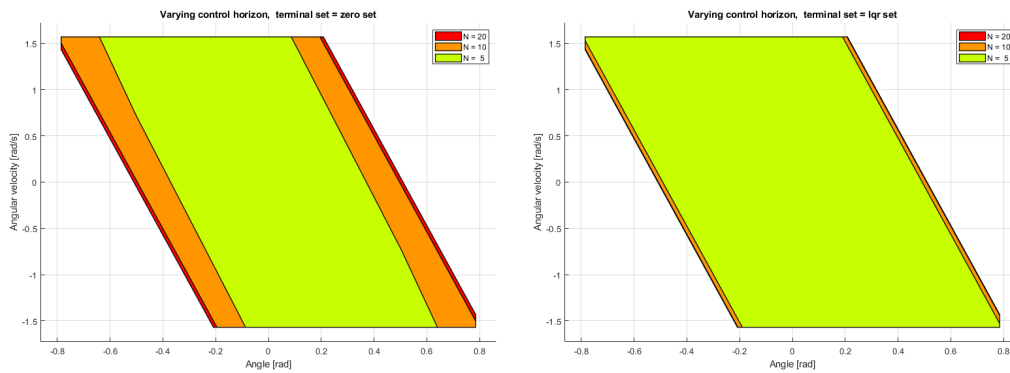 Varying control horizon,  terminal set = zero set
N = 20
N = 10
N =  5
1.5
1
0.5
0
-0.5
-1
-1.5
Angular velocity [rad/s]
-0.8 -0.6 -0.4 -0.2 0 0.2 0.4 0.6 0.8
Angle [rad]
Varying control horizon,  terminal set = lqr set
N = 20
N = 10
N =  5
1.5
1
0.5
0
-0.5
-1
-1.5
Angular velocity [rad/s]
-0.8 -0.6 -0.4 -0.2 0 0.2 0.4 0.6 0.8
Angle [rad]